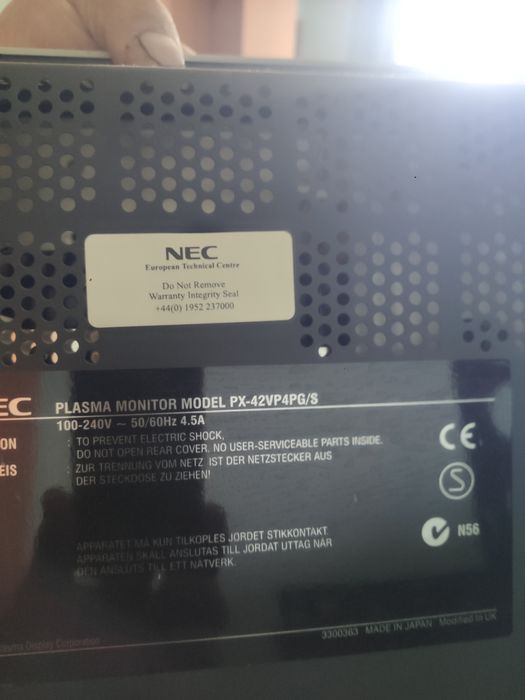 NEC
European Technical Centre
Do Not Remove
Warranty Integrity Seal
+44(0) 1952 237000
EC PLASMA MONITOR MODEL PX-42VP4PG/S
100-240V ~ 50/60Hz 4.5A
ON : TO PREVENT ELECTRIC SHOCK,
DO NOT OPEN REAR COVER. NO USER-SERVICEABLE PARTS INSIDE.
EIS : ZUR TRENNUNG VOM NETZ IST DER NETZSTECKER AUS
DER STECKDOSE ZU ZIEHEN!
CE
S
N56
APPARATET MÅ KUN TILKOPLES JORDET STIKKONTAKT.
APPARATEN SKALL ANSLUTAS TILL JORDAT UTTAG NÄR
DEN ANSLUTS TILL ETT NÄTVERK.
3300363 MADE IN JAPAN Modified in UK
asma Display Corporation